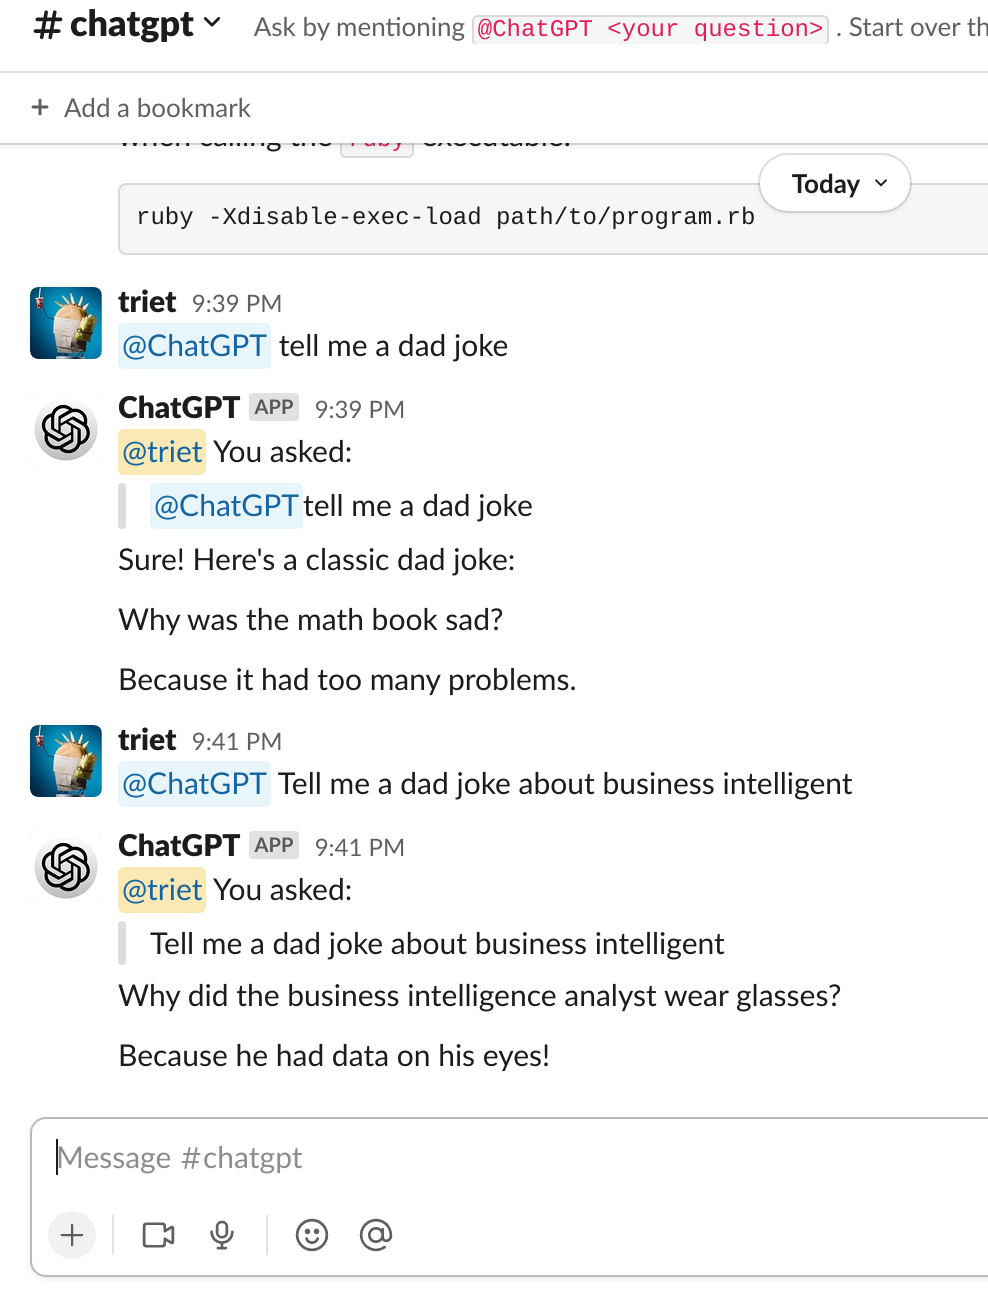 # chatgpt Ask by mentioning @ChatGPT <your question> . Start over th
+ Add a bookmark
when calling the ruby executable:
Today
ruby -Xdisable-exec-load path/to/program.rb
triet 9:39 PM
@ChatGPT tell me a dad joke
ChatGPT APP 9:39 PM
@triet You asked:
@ChatGPT tell me a dad joke
Sure! Here's a classic dad joke:
Why was the math book sad?
Because it had too many problems.
triet 9:41 PM
@ChatGPT Tell me a dad joke about business intelligent
ChatGPT APP 9:41 PM
@triet You asked:
Tell me a dad joke about business intelligent
Why did the business intelligence analyst wear glasses?
Because he had data on his eyes!
Message #chatgpt